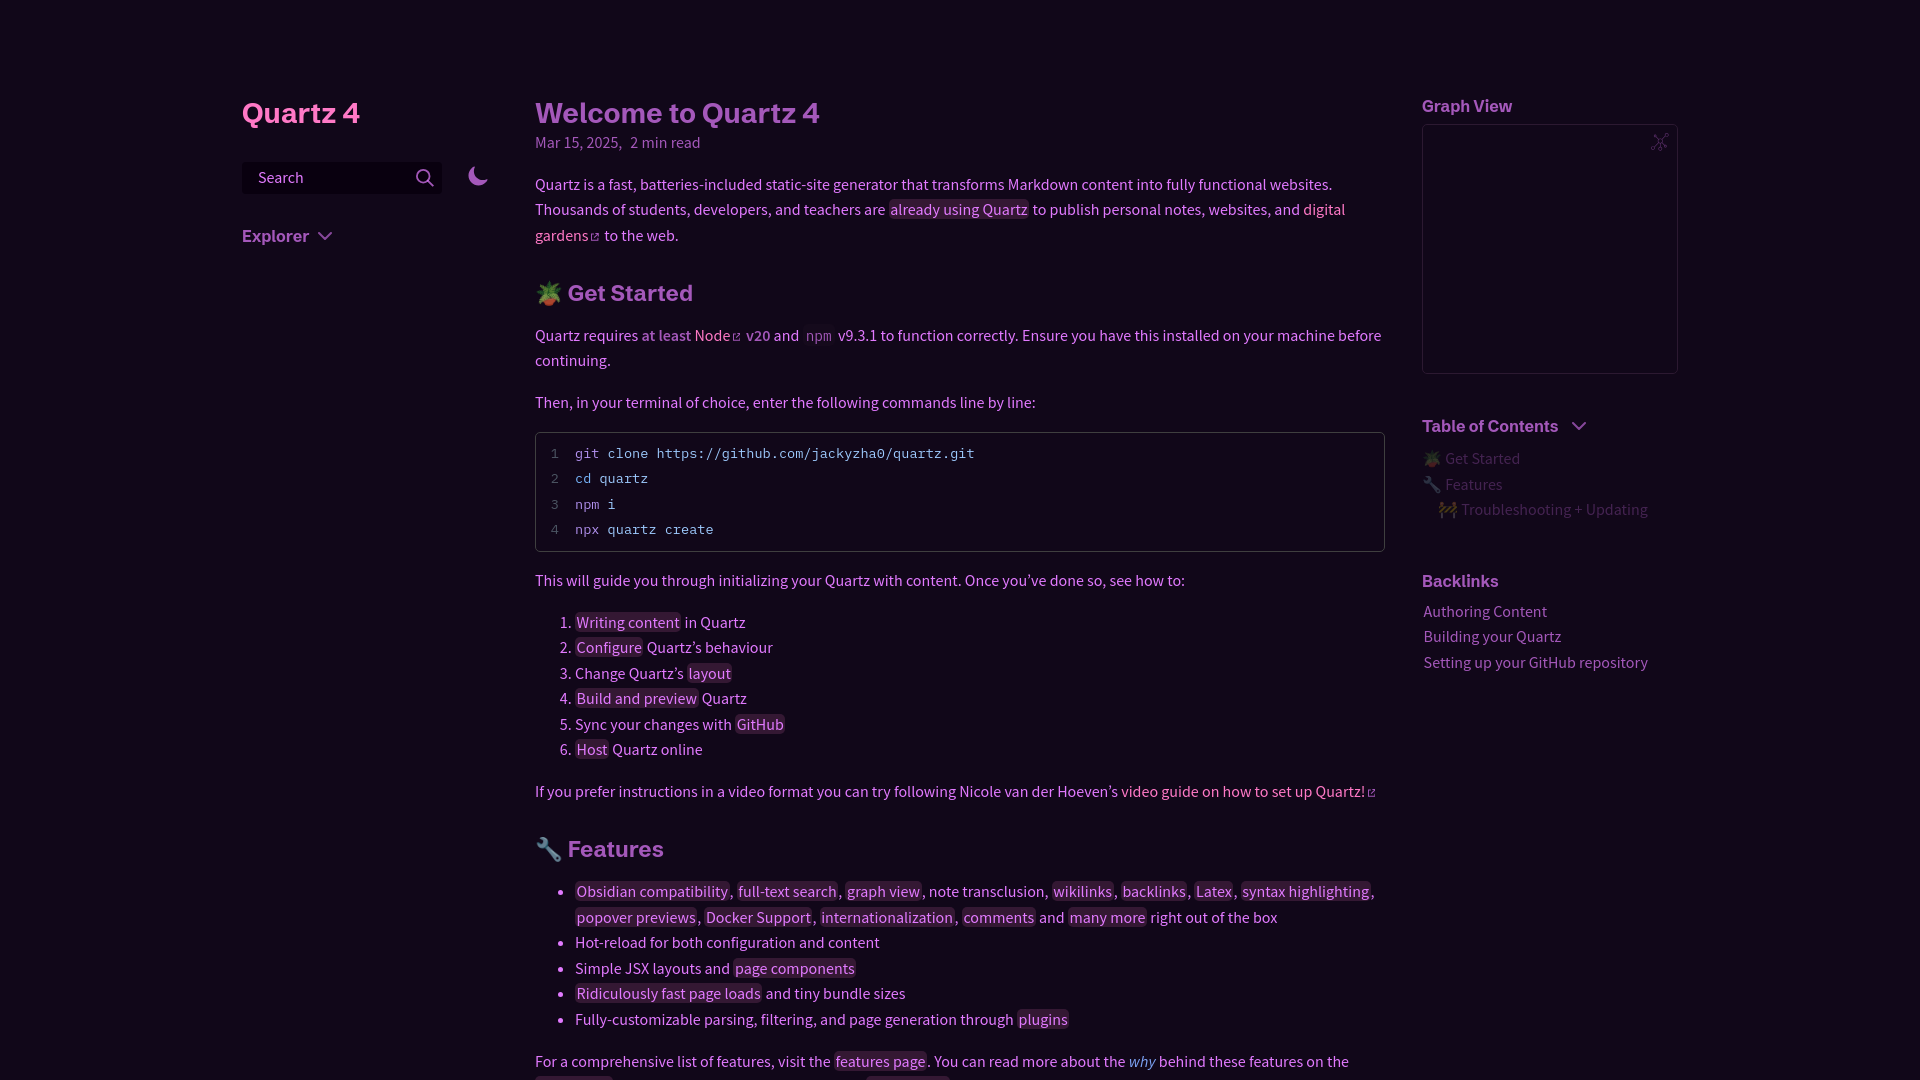 Quartz 4
Search
Explorer
Welcome to Quartz 4
Mar 15, 2025, 2 min read
Quartz is a fast, batteries-included static-site generator that transforms Markdown content into fully functional websites.
Thousands of students, developers, and teachers are already using Quartz to publish personal notes, websites, and digital
gardens to the web.
🪴 Get Started
Quartz requires at least Node v20 and npm v9.3.1 to function correctly. Ensure you have this installed on your machine before
continuing.
Then, in your terminal of choice, enter the following commands line by line:
1 git clone https://github.com/jackyzha0/quartz.git
2 cd quartz
3 npm i
4 npx quartz create
This will guide you through initializing your Quartz with content. Once you’ve done so, see how to:
1. Writing content in Quartz
2. Configure Quartz’s behaviour
3. Change Quartz’s layout
4. Build and preview Quartz
5. Sync your changes with GitHub
6. Host Quartz online
If you prefer instructions in a video format you can try following Nicole van der Hoeven’s video guide on how to set up Quartz!
🔧 Features
• Obsidian compatibility, full-text search, graph view, note transclusion, wikilinks, backlinks, Latex, syntax highlighting,
popover previews, Docker Support, internationalization, comments and many more right out of the box
• Hot-reload for both configuration and content
• Simple JSX layouts and page components
• Ridiculously fast page loads and tiny bundle sizes
• Fully-customizable parsing, filtering, and page generation through plugins
For a comprehensive list of features, visit the features page. You can read more about the why behind these features on the
Graph View
Table of Contents
🪴 Get Started
🔧 Features
🚧 Troubleshooting + Updating
Backlinks
Authoring Content
Building your Quartz
Setting up your GitHub repository